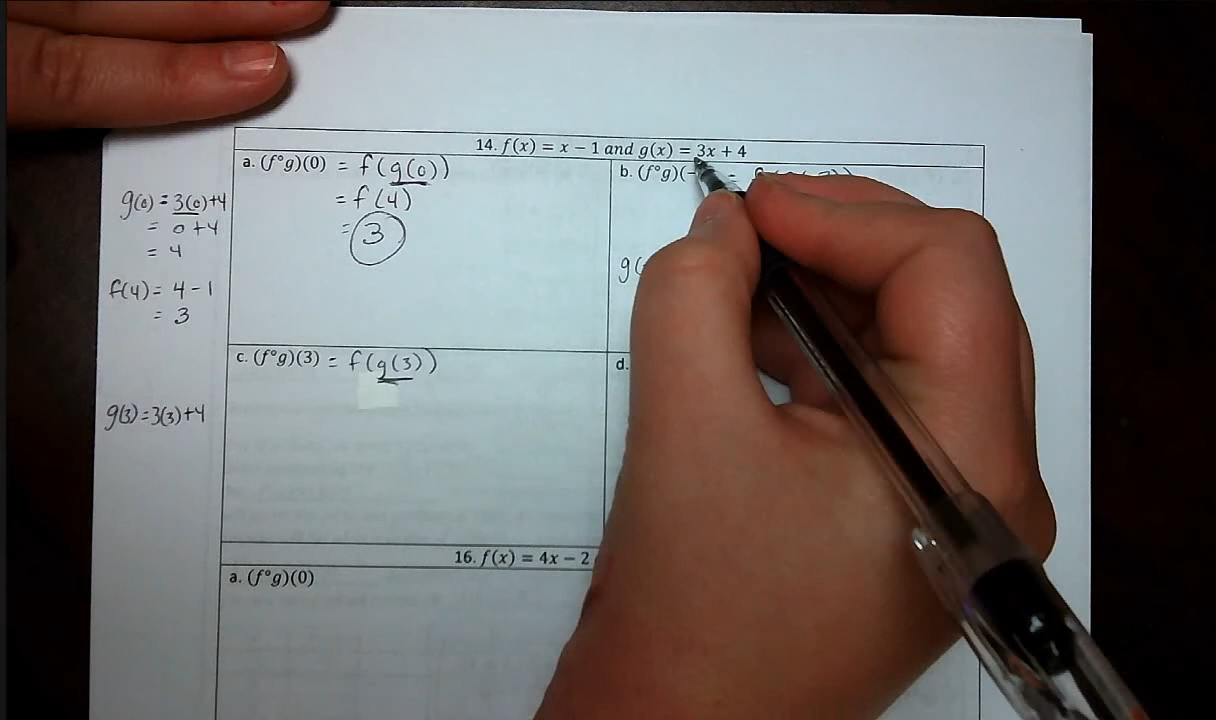 14. f(x) = x − 1 and g(x) = 3x + 4
a. (f°g)(0) = f(g(0))
= f(4)
= 3
g(0) = 3(0)+4
= 0+4
= 4
f(4) = 4 - 1
= 3
b. (f°g)(-
g(
c. (f°g)(3) = f(g(3))
g(3) = 3(3)+4
d.
16. f(x) = 4x − 2
a. (f°g)(0)